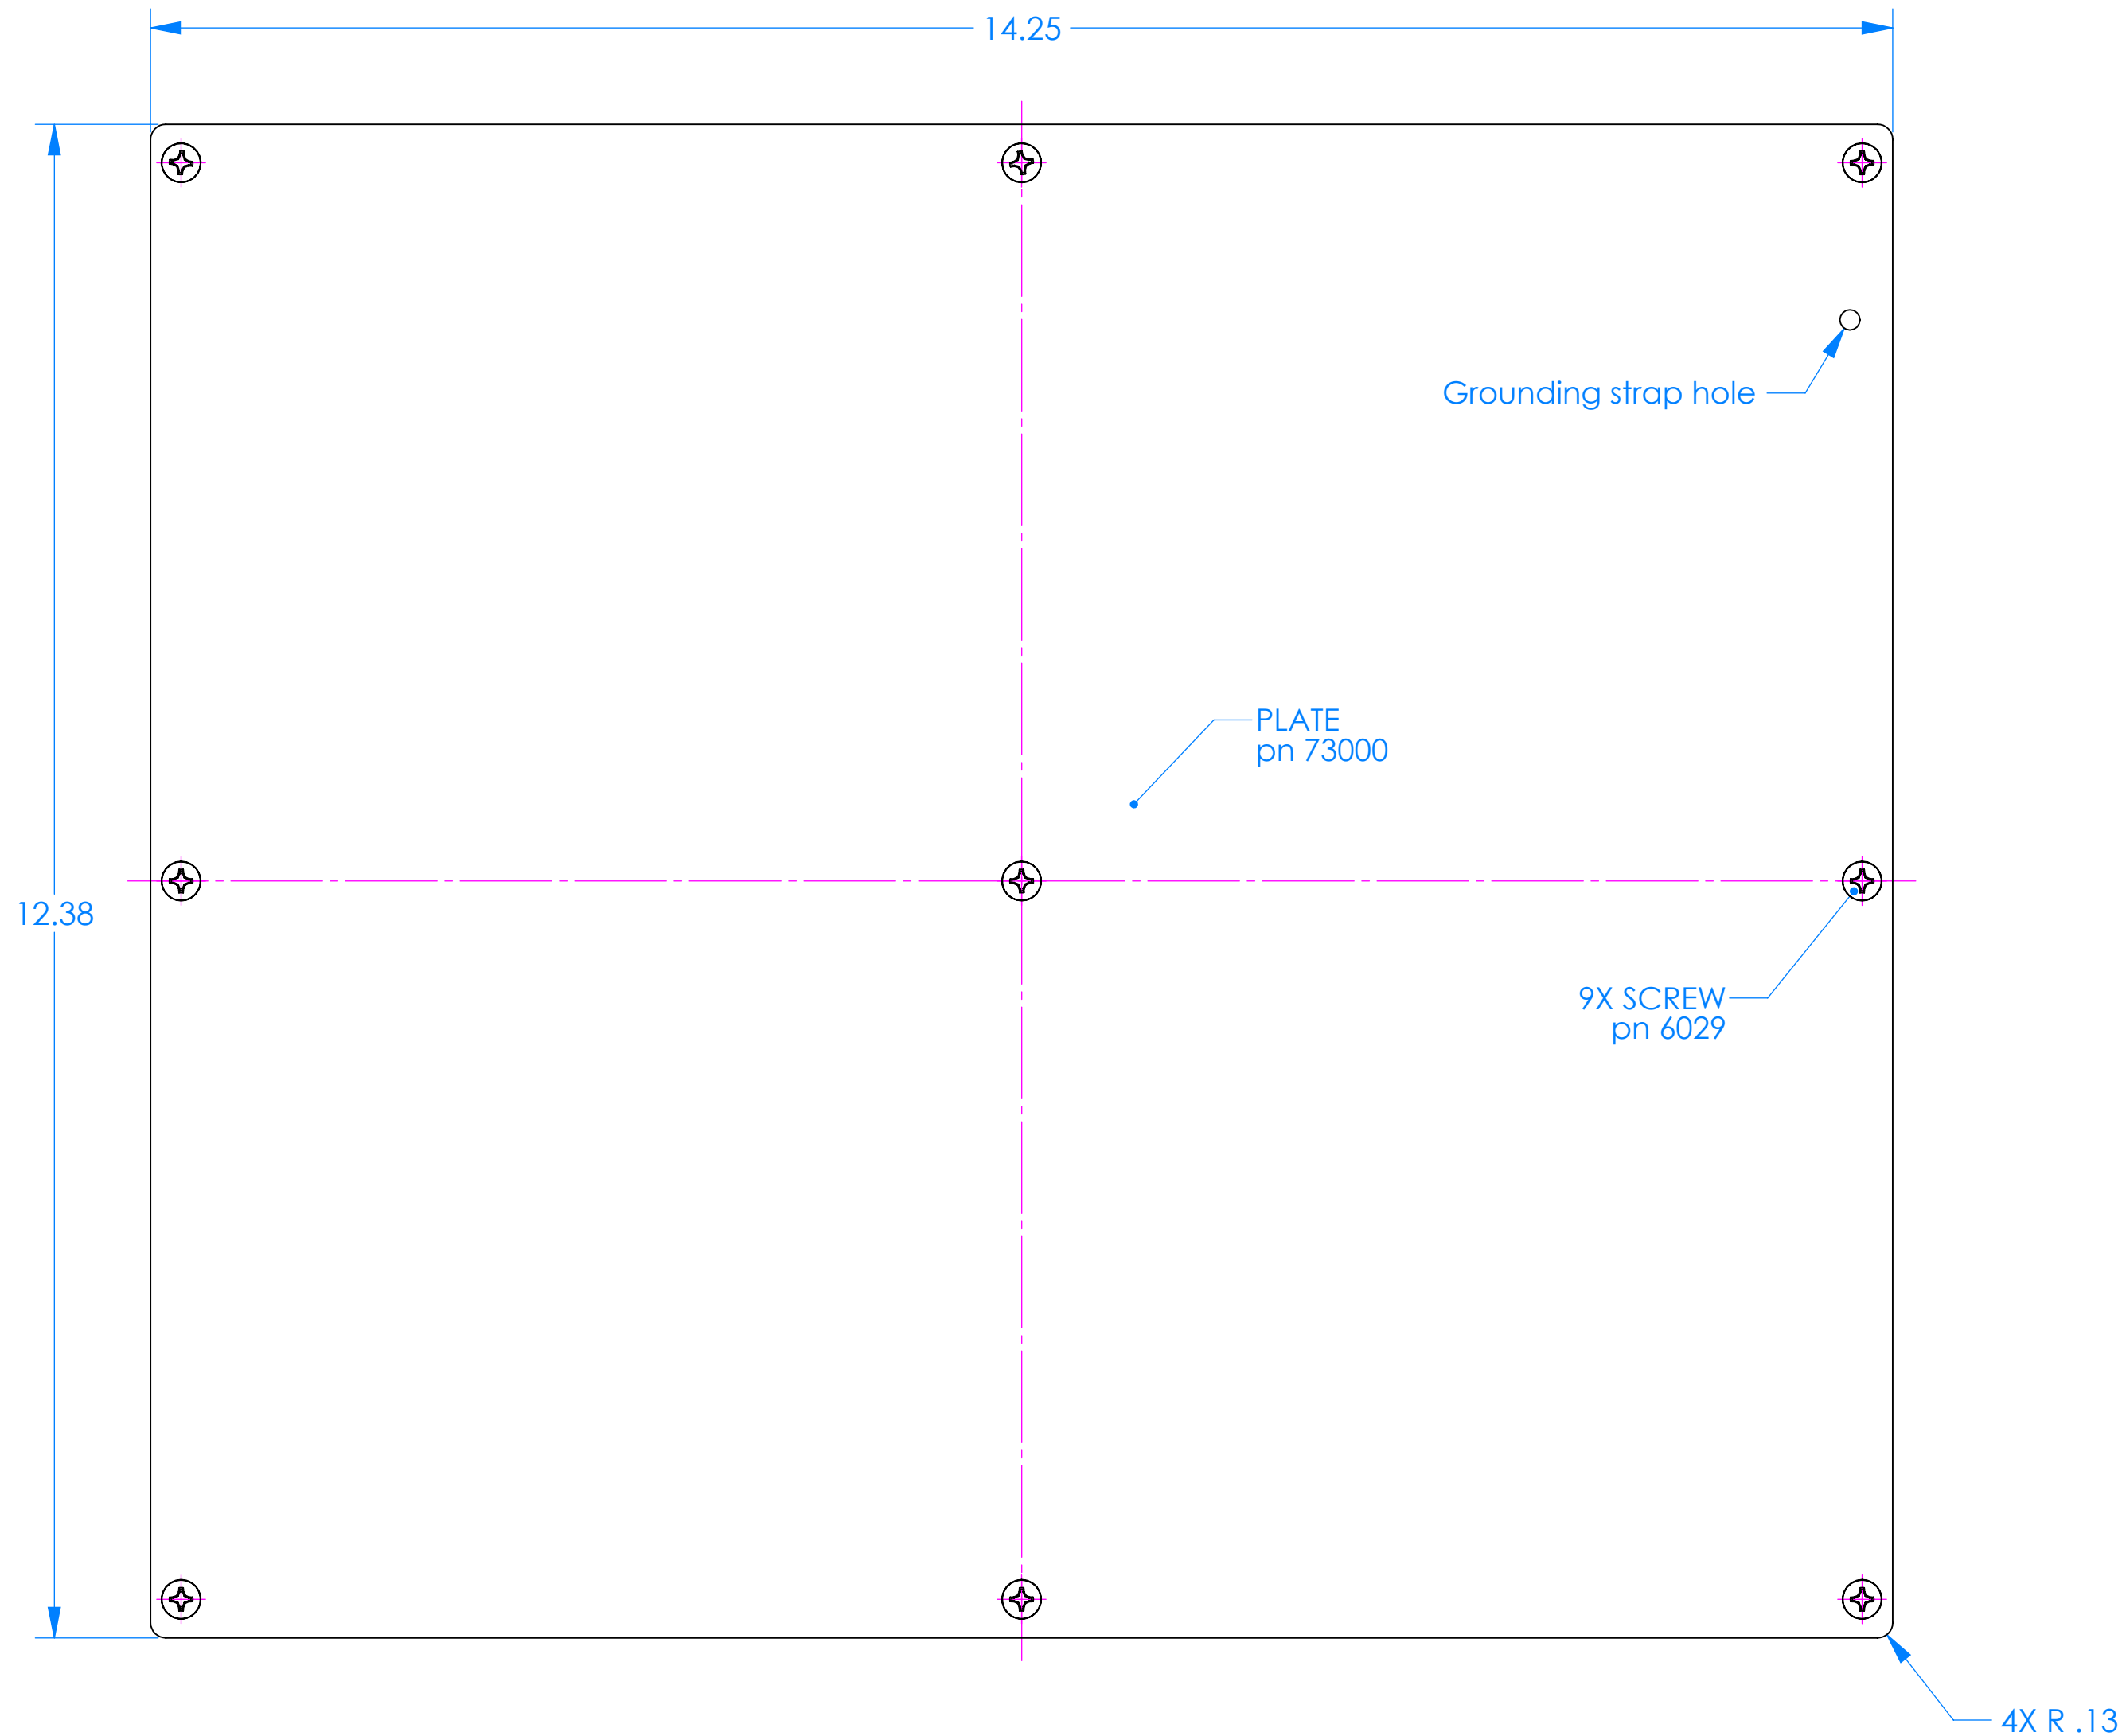 14.25
Grounding strap hole
PLATE
pn 73000
12.38
9X SCREW
pn 6029
4X R .13